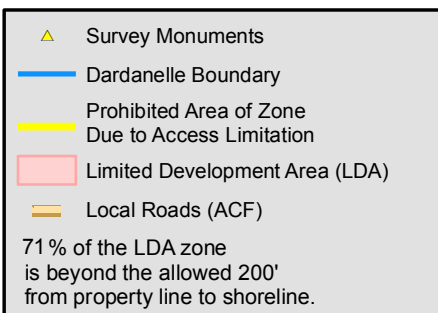 Survey Monuments
Dardanelle Boundary
Prohibited Area of Zone
Due to Access Limitation
Limited Development Area (LDA)
Local Roads (ACF)
71% of the LDA zone
is beyond the allowed 200'
from property line to shoreline.